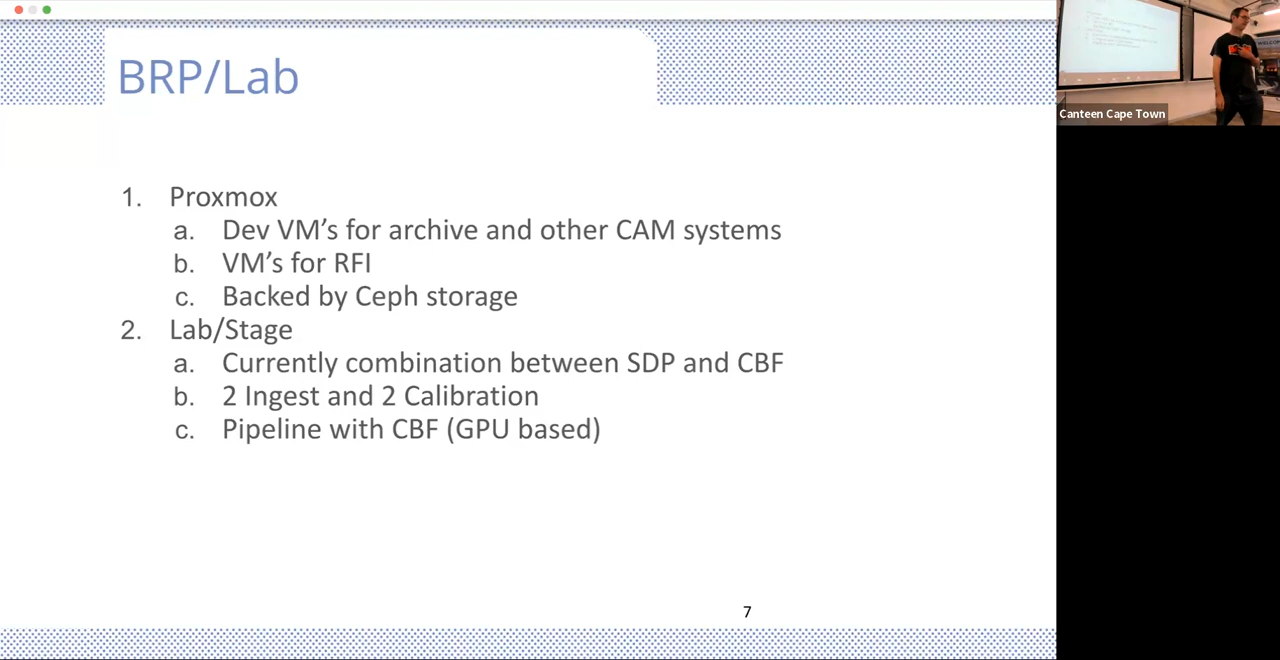 BRP/Lab
1. Proxmox
a. Dev VM’s for archive and other CAM systems
b. VM’s for RFI
c. Backed by Ceph storage
2. Lab/Stage
a. Currently combination between SDP and CBF
b. 2 Ingest and 2 Calibration
c. Pipeline with CBF (GPU based)
7
Canteen Cape Town